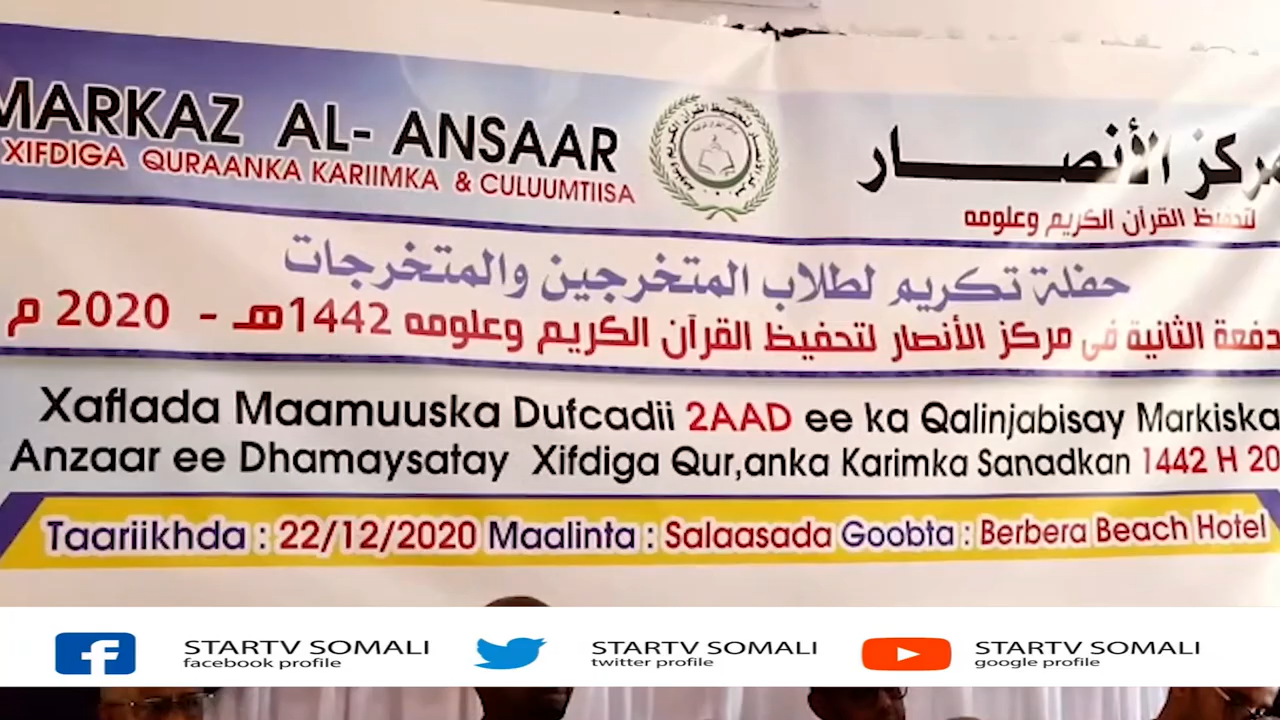 MARKAZ AL- ANSAAR
XIFDIGA QURAANKA KARIIMKA & CULUUMTIISA
مركز الأنصـــــار
لتحفيظ القرآن الكريم وعلومه
حفلة تكريم لطلاب المتخرجين والمتخرجات
دفعة الثانية في مركز الأنصار لتحفيظ القرآن الكريم وعلومه 1442هـ - 2020 م
Xaflada Maamuuska Dufcadii 2AAD ee ka Qalinjabisay Markiska
Anzaar ee Dhamaysatay Xifdiga Qur,anka Karimka Sanadkan 1442 H 20
Taariikhda : 22/12/2020 Maalinta : Salaasada Goobta : Berbera Beach Hotel
STARTV SOMALI
facebook profile
STARTV SOMALI
twitter profile
STARTV SOMALI
google profile